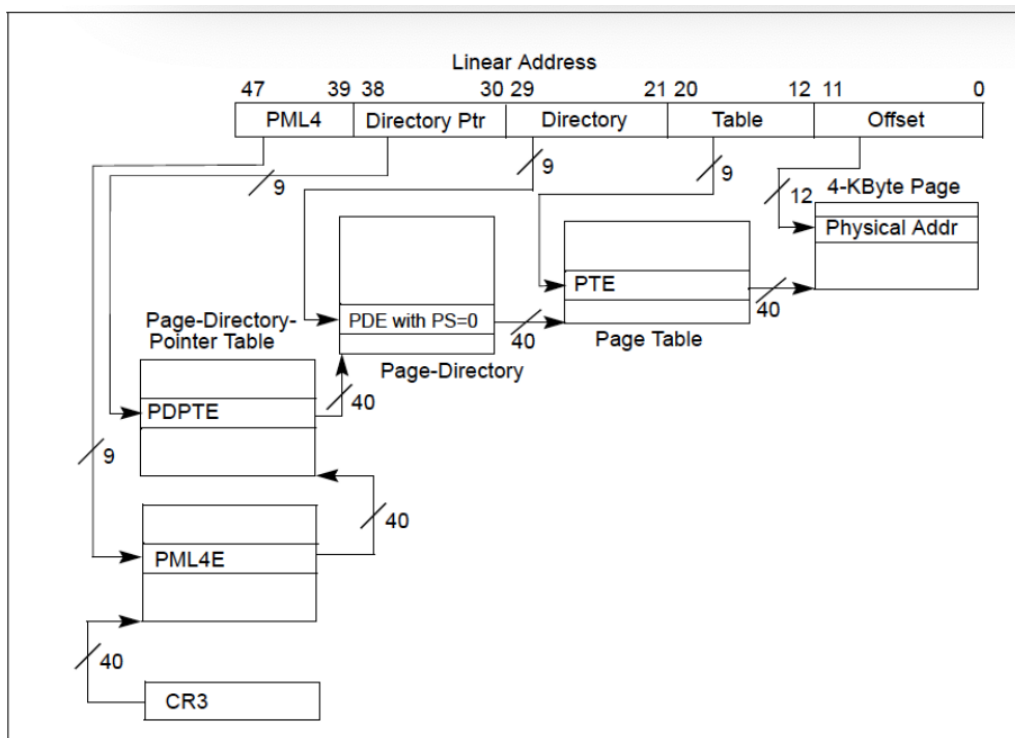 Linear Address
47 39 38 30 29 21 20 12 11 0
PML4 Directory Ptr Directory Table Offset
9 9 9 12 4-KByte Page
Physical Addr
PTE
40
PDE with PS=0 40 Page Table
Page-Directory-
Pointer Table
Page-Directory
40
PDPTE
9
40
PML4E
40
CR3